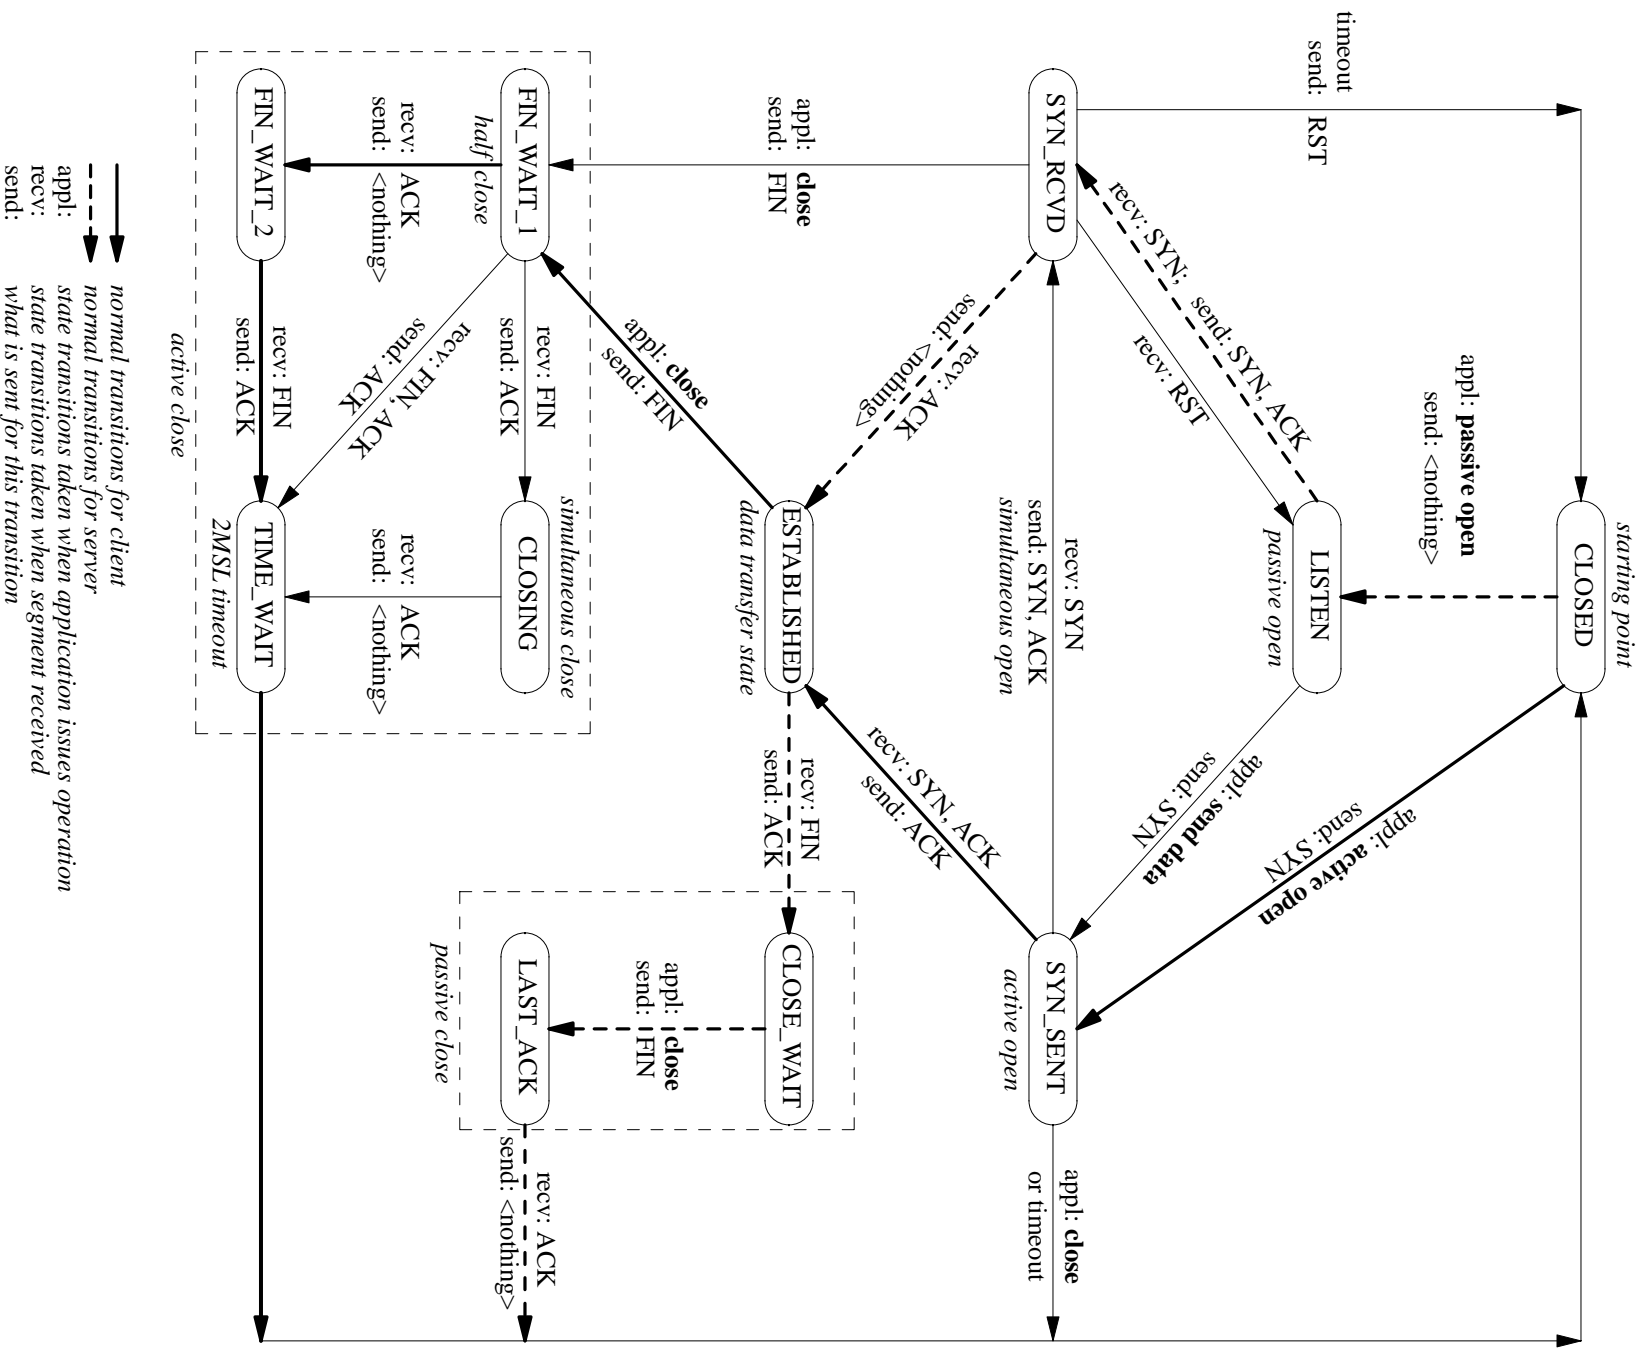 starting point
CLOSED
appl: passive open
send: <nothing>
timeout
send: RST
LISTEN
passive open
recv: SYN;
send: SYN, ACK
recv: RST
appl: send data
send: SYN
appl: active open
send: SYN
SYN_RCVD
recv: SYN
send: SYN, ACK
simultaneous open
SYN_SENT
active open
appl: close
or timeout
recv: ACK
send: <nothing>
recv: SYN, ACK
send: ACK
appl: close
send: FIN
ESTABLISHED
data transfer state
appl: close
send: FIN
recv: FIN
send: ACK
CLOSE_WAIT
appl: close
send: FIN
LAST_ACK
passive close
recv: ACK
send: <nothing>
simultaneous close
FIN_WAIT_1
half close
recv: FIN
send: ACK
CLOSING
recv: ACK
send: <nothing>
recv: FIN, ACK
send: ACK
recv: ACK
send: <nothing>
FIN_WAIT_2
recv: FIN
send: ACK
TIME_WAIT
2MSL timeout
active close
normal transitions for client
normal transitions for server
appl: state transitions taken when application issues operation
recv: state transitions taken when segment received
send: what is sent for this transition